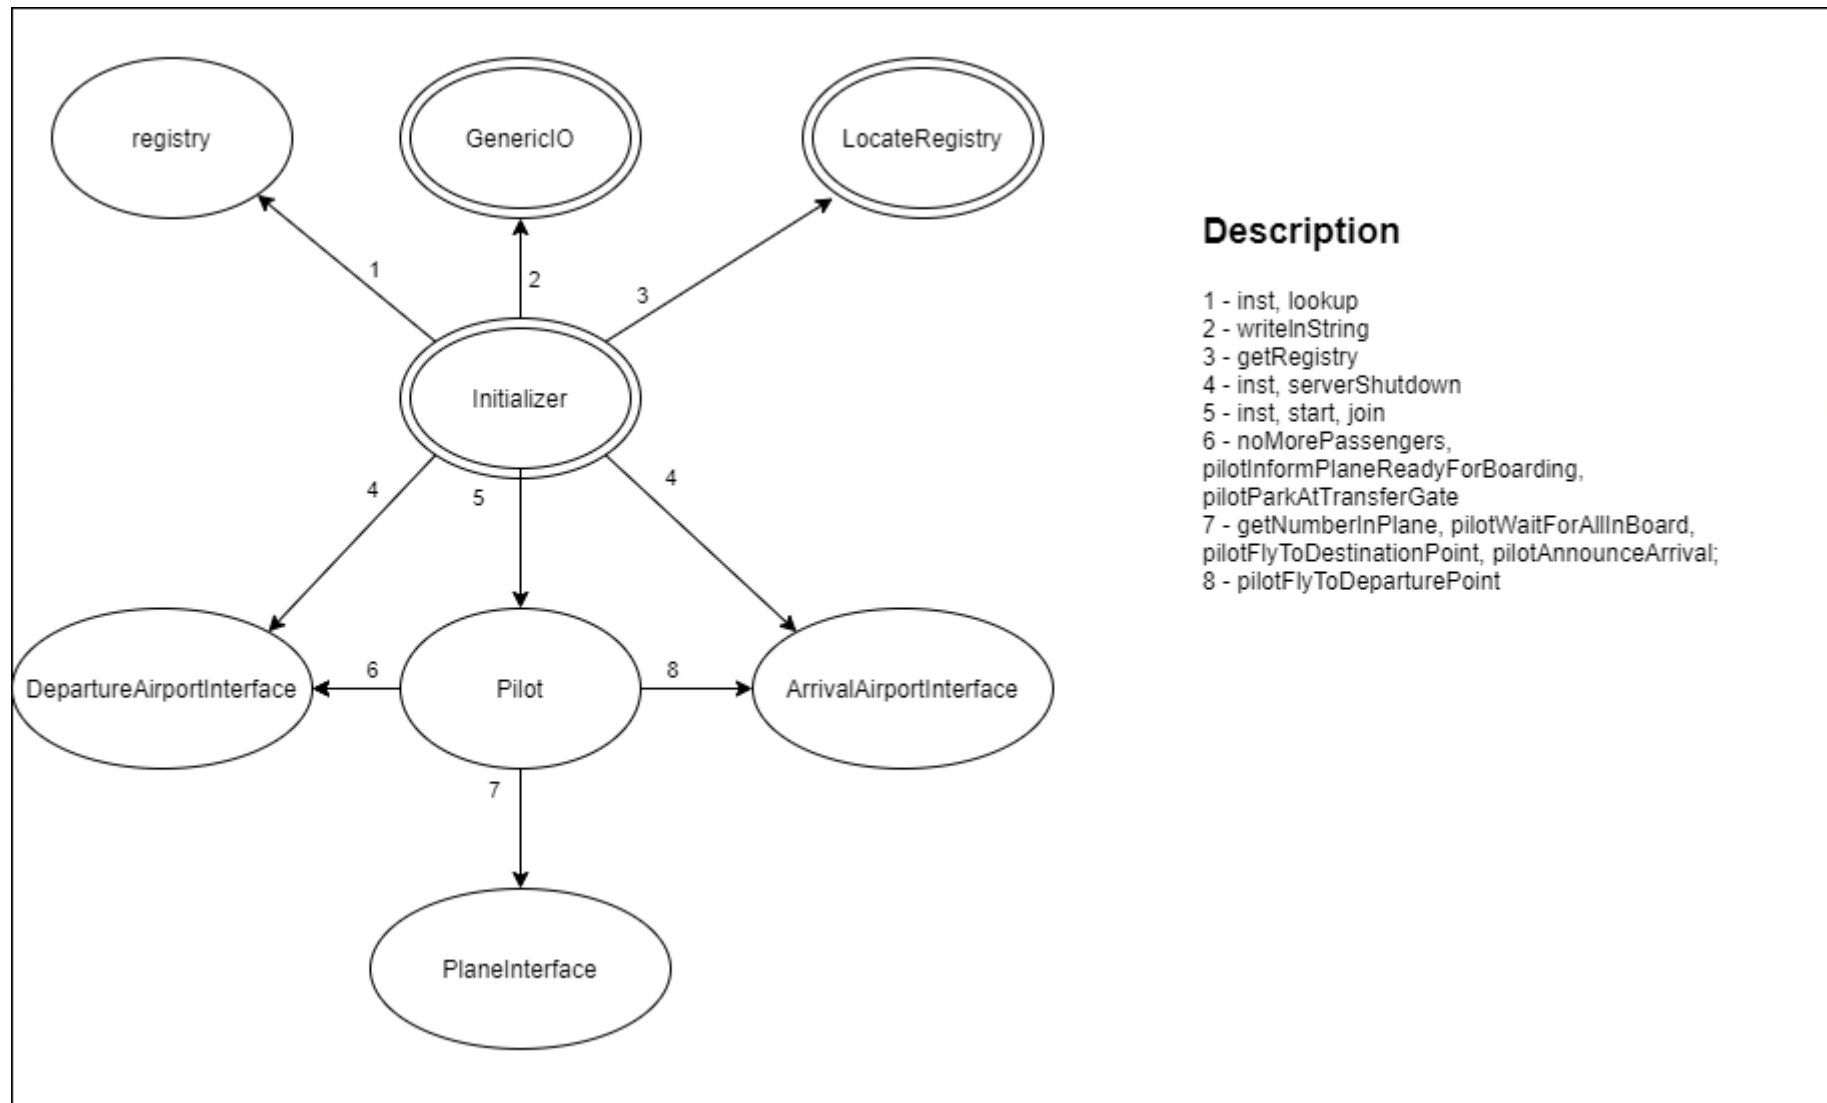 registry
GenericIO
LocateRegistry
1
2
3
Initializer
4
5
4
DepartureAirportInterface
6
Pilot
8
ArrivalAirportInterface
7
PlaneInterface
Description
1 - inst, lookup
2 - writelnString
3 - getRegistry
4 - inst, serverShutdown
5 - inst, start, join
6 - noMorePassengers,
pilotInformPlaneReadyForBoarding,
pilotParkAtTransferGate
7 - getNumberInPlane, pilotWaitForAllInBoard,
pilotFlyToDestinationPoint, pilotAnnounceArrival;
8 - pilotFlyToDeparturePoint